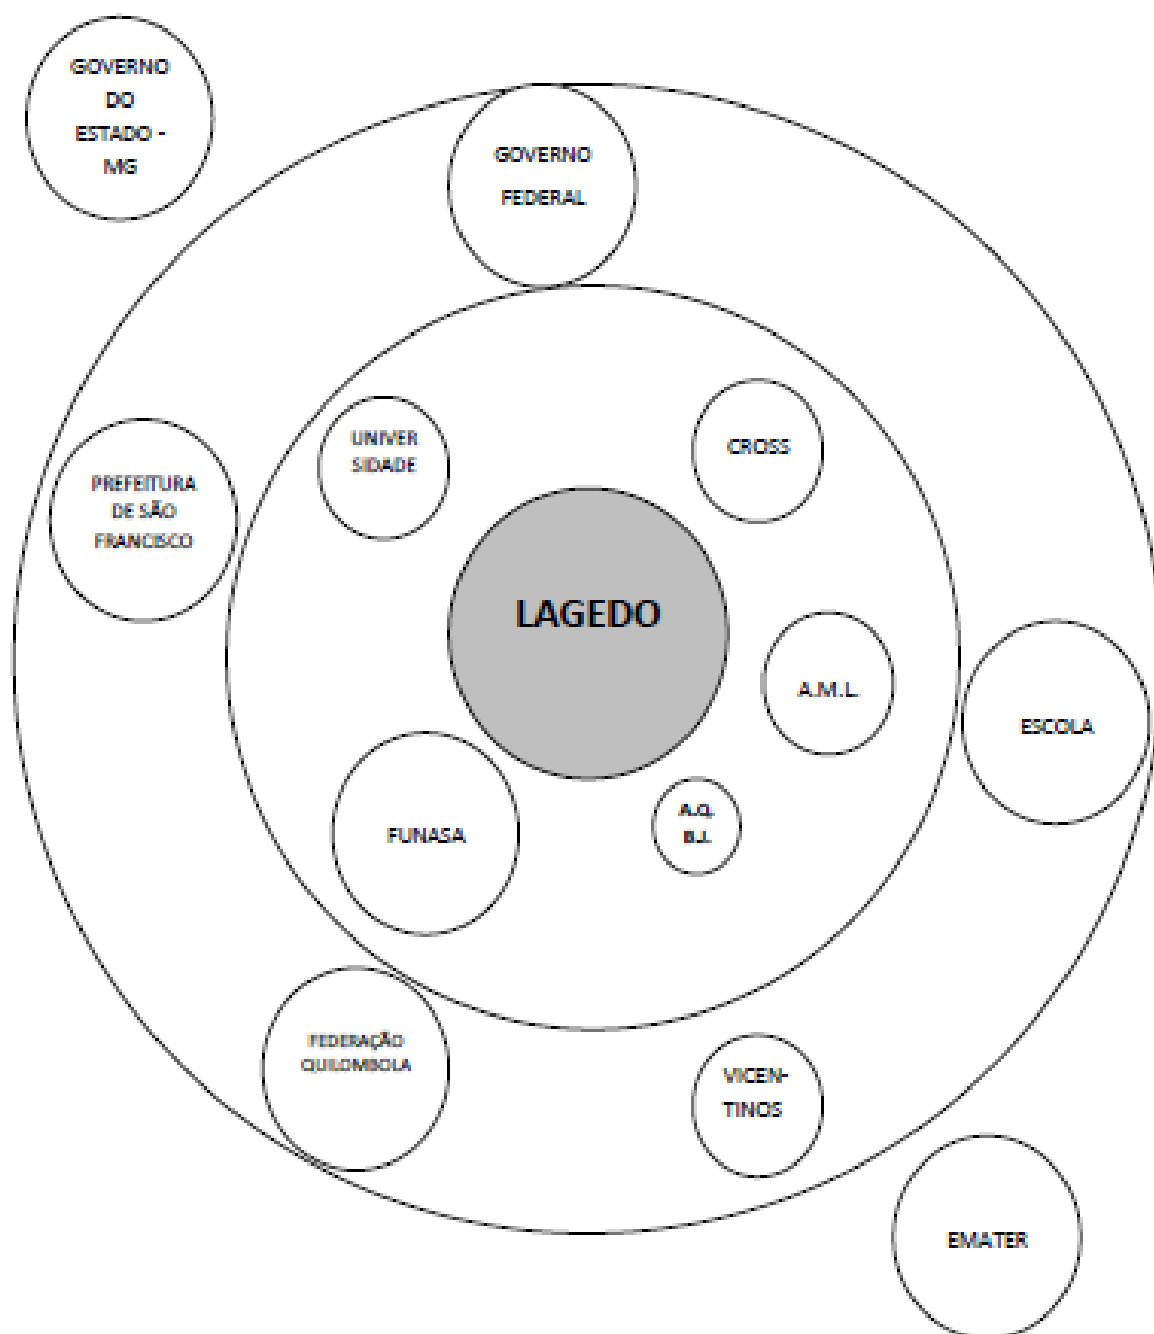 GOVERNO
DO
ESTADO -
MG
GOVERNO
FEDERAL
UNIVER
SIDADE
CROSS
PREFEITURA
DE SÃO
FRANCISCO
LAGEDO
A.M.L.
ESCOLA
FUNASA
A.Q.
B.J.
FEDERAÇÃO
QUILOMBOLA
VICEN-
TINOS
EMATER